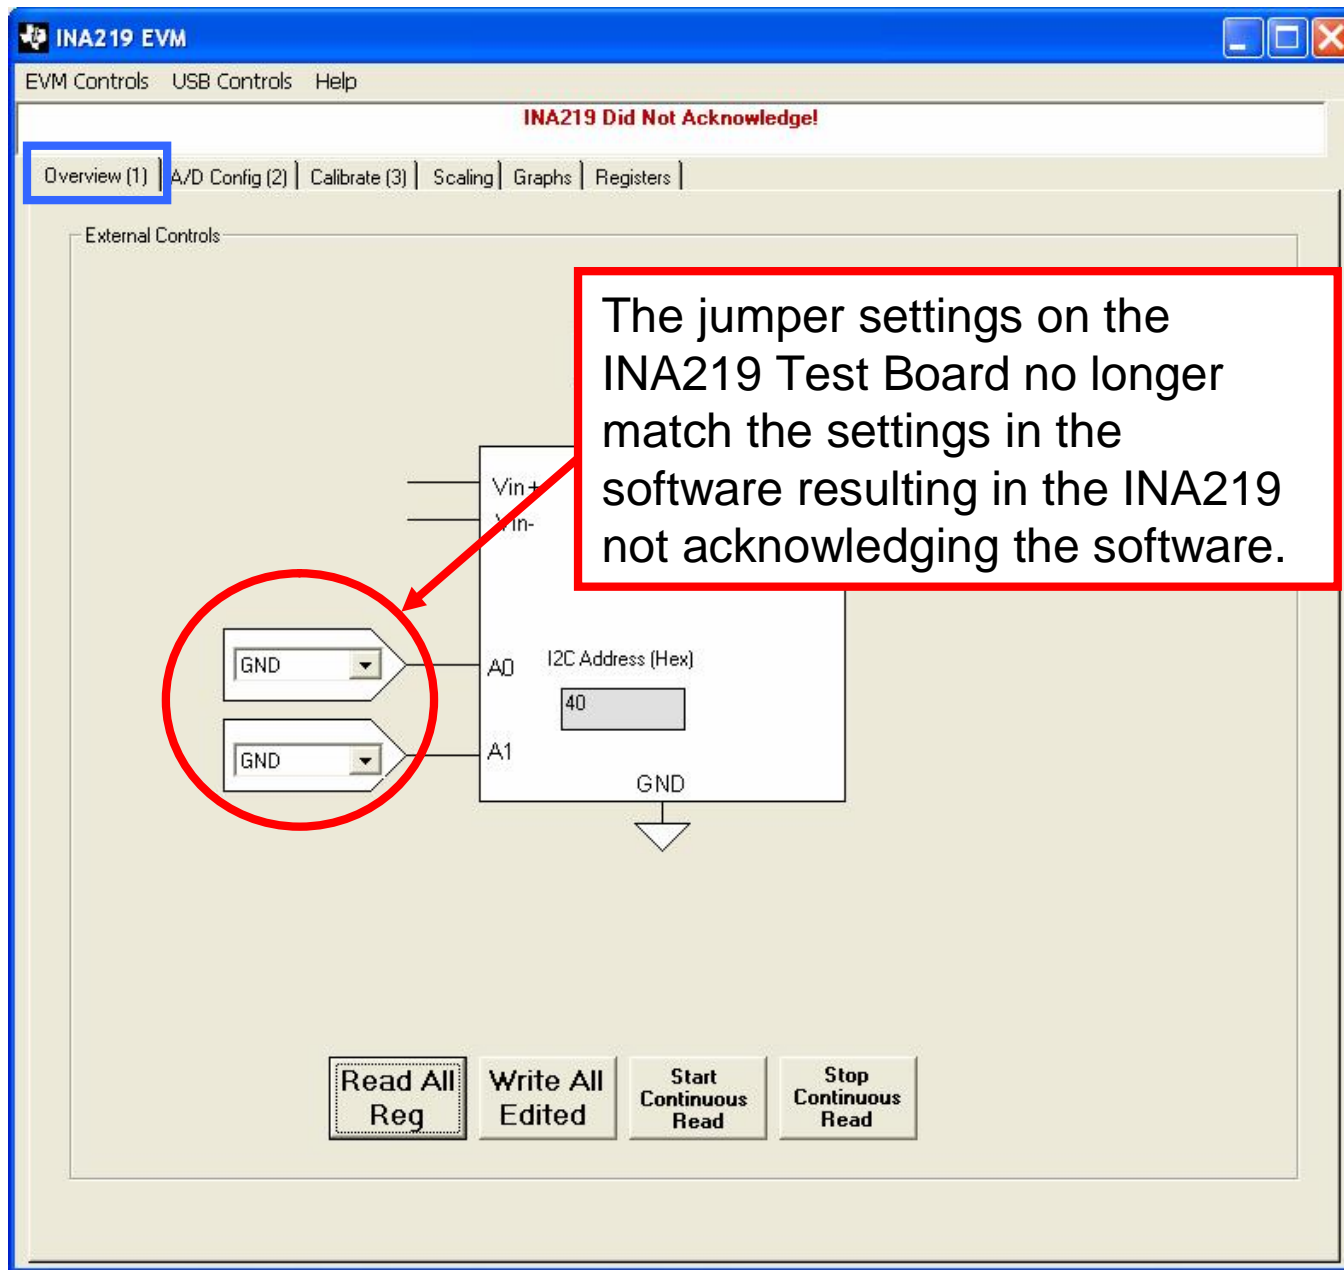 INA219 EVM
EVM Controls USB Controls Help
INA219 Did Not Acknowledge!
Overview (1) A/D Config (2) Calibrate (3) Scaling Graphs Registers
External Controls
The jumper settings on the
INA219 Test Board no longer
match the settings in the
software resulting in the INA219
not acknowledging the software.
Vin+
Vin-
GND
A0
I2C Address (Hex)
40
GND
A1
GND
Read All
Reg
Write All
Edited
Start
Continuous
Read
Stop
Continuous
Read